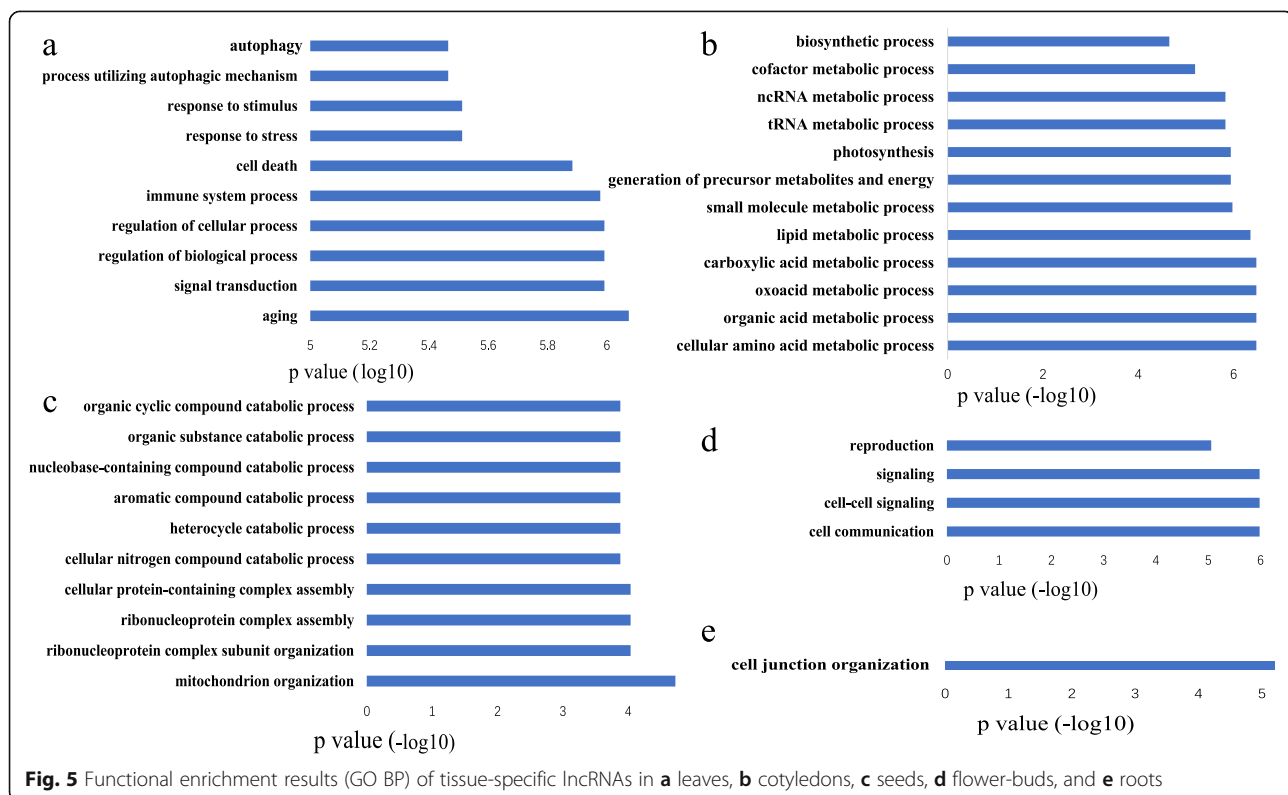 a
autophagy
process utilizing autophagic mechanism
response to stimulus
response to stress
cell death
immune system process
regulation of cellular process
regulation of biological process
signal transduction
aging
5 5.2 5.4 5.6 5.8 6
p value (log10)
b
biosynthetic process
cofactor metabolic process
ncRNA metabolic process
tRNA metabolic process
photosynthesis
generation of precursor metabolites and energy
small molecule metabolic process
lipid metabolic process
carboxylic acid metabolic process
oxoacid metabolic process
organic acid metabolic process
cellular amino acid metabolic process
0 2 4 6
p value (-log10)
c
organic cyclic compound catabolic process
organic substance catabolic process
nucleobase-containing compound catabolic process
aromatic compound catabolic process
heterocycle catabolic process
cellular nitrogen compound catabolic process
cellular protein-containing complex assembly
ribonucleoprotein complex assembly
ribonucleoprotein complex subunit organization
mitochondrion organization
0 1 2 3 4
p value (-log10)
d
reproduction
signaling
cell-cell signaling
cell communication
0 1 2 3 4 5 6
p value (-log10)
e
cell junction organization
0 1 2 3 4 5
p value (-log10)
Fig. 5 Functional enrichment results (GO BP) of tissue-specific lncRNAs in a leaves, b cotyledons, c seeds, d flower-buds, and e roots